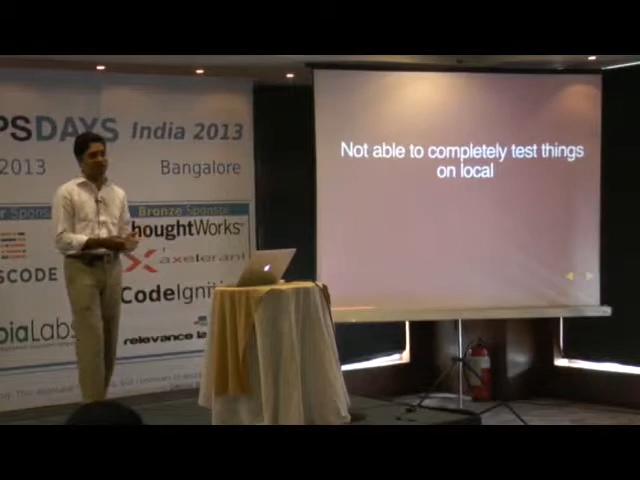 PSDAYS India 2013
2013
Bangalore
Bronze Sponsor
houghtWorks
axelerant
SCODE
CodeIgnit
biaLabs
relevance la
Not able to completely test things
on local